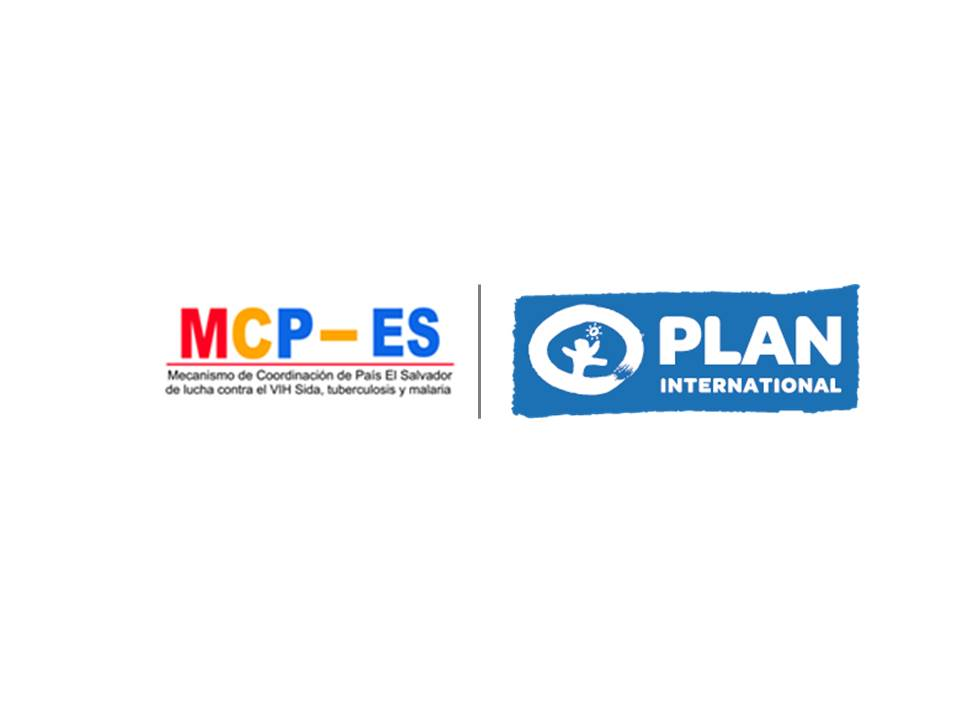 MCP – ES
Mecanismo de Coordinación de País El Salvador
de lucha contra el VIH Sida, tuberculosis y malaria
PLAN
INTERNATIONAL